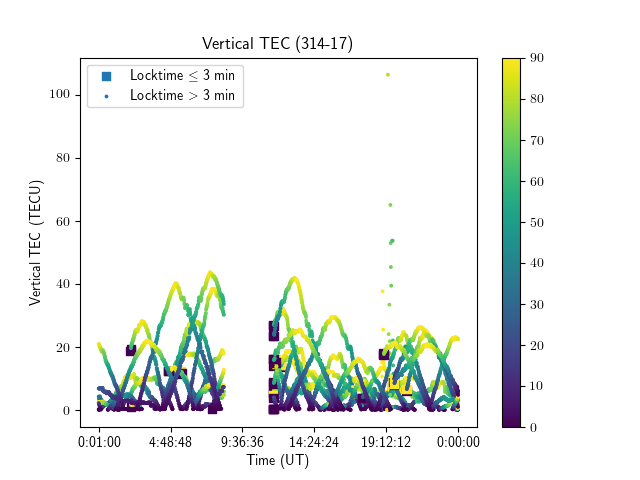 Vertical TEC (314-17)
Locktime ≤ 3 min
Locktime > 3 min
Vertical TEC (TECU)
100
80
60
40
20
0
0:01:00 4:48:48 9:36:36 14:24:24 19:12:12 0:00:00
Time (UT)
90
80
70
60
50
40
30
20
10
0